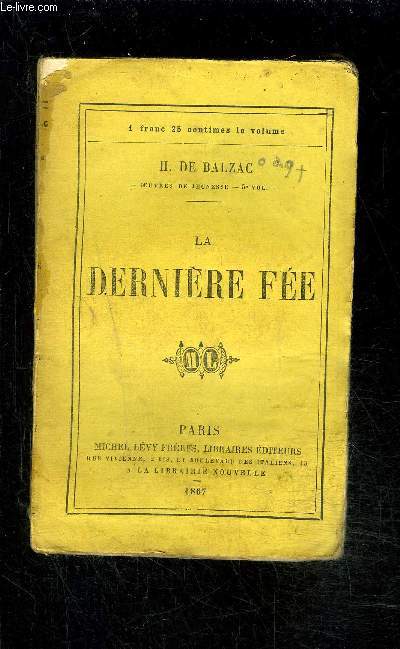 www.Le-livre.com
1 franc 25 centimes le volume
H. DE BALZAC
ŒUVRES DE JEUNESSE — 5e VOL.
LA
DERNIÈRE FÉE
M L
PARIS
MICHEL LÉVY FRÈRES, LIBRAIRES ÉDITEURS
RUE VIVIENNE, 2 BIS, ET BOULEVARD DES ITALIENS, 15
A LA LIBRAIRIE NOUVELLE
1867